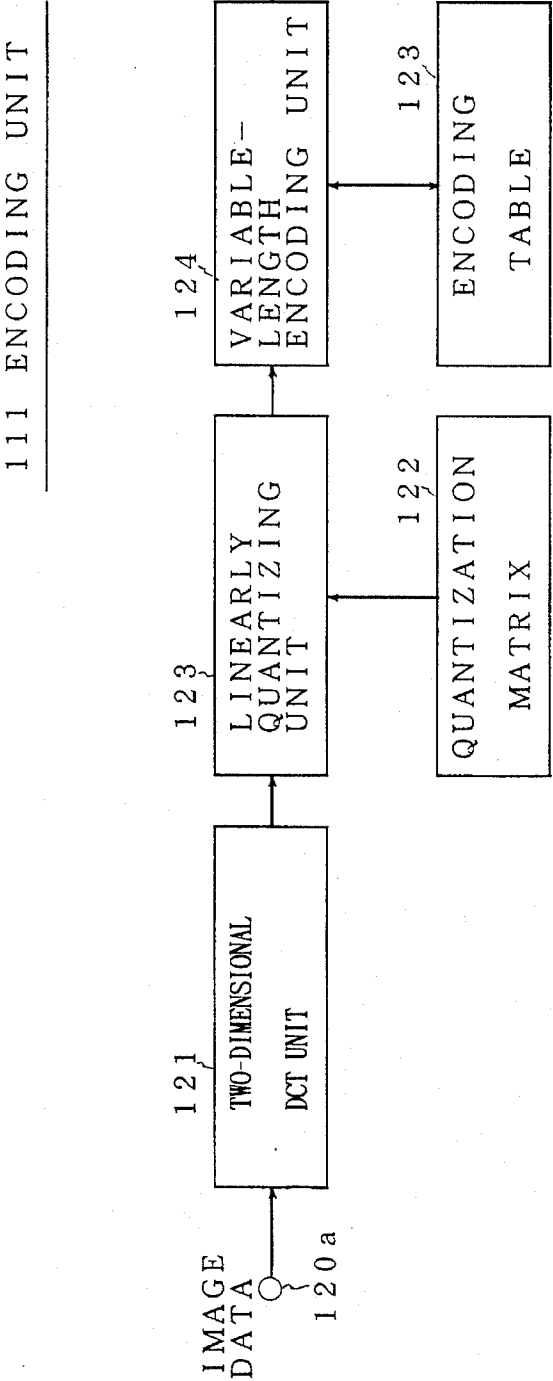 111 ENCODING UNIT
IMAGE
DATA
120a
121
TWO-DIMENSIONAL
DCT UNIT
123
LINEARLY
QUANTIZING
UNIT
122
QUANTIZATION
MATRIX
124
VARIABLE-
LENGTH
ENCODING UNIT
123
ENCODING
TABLE